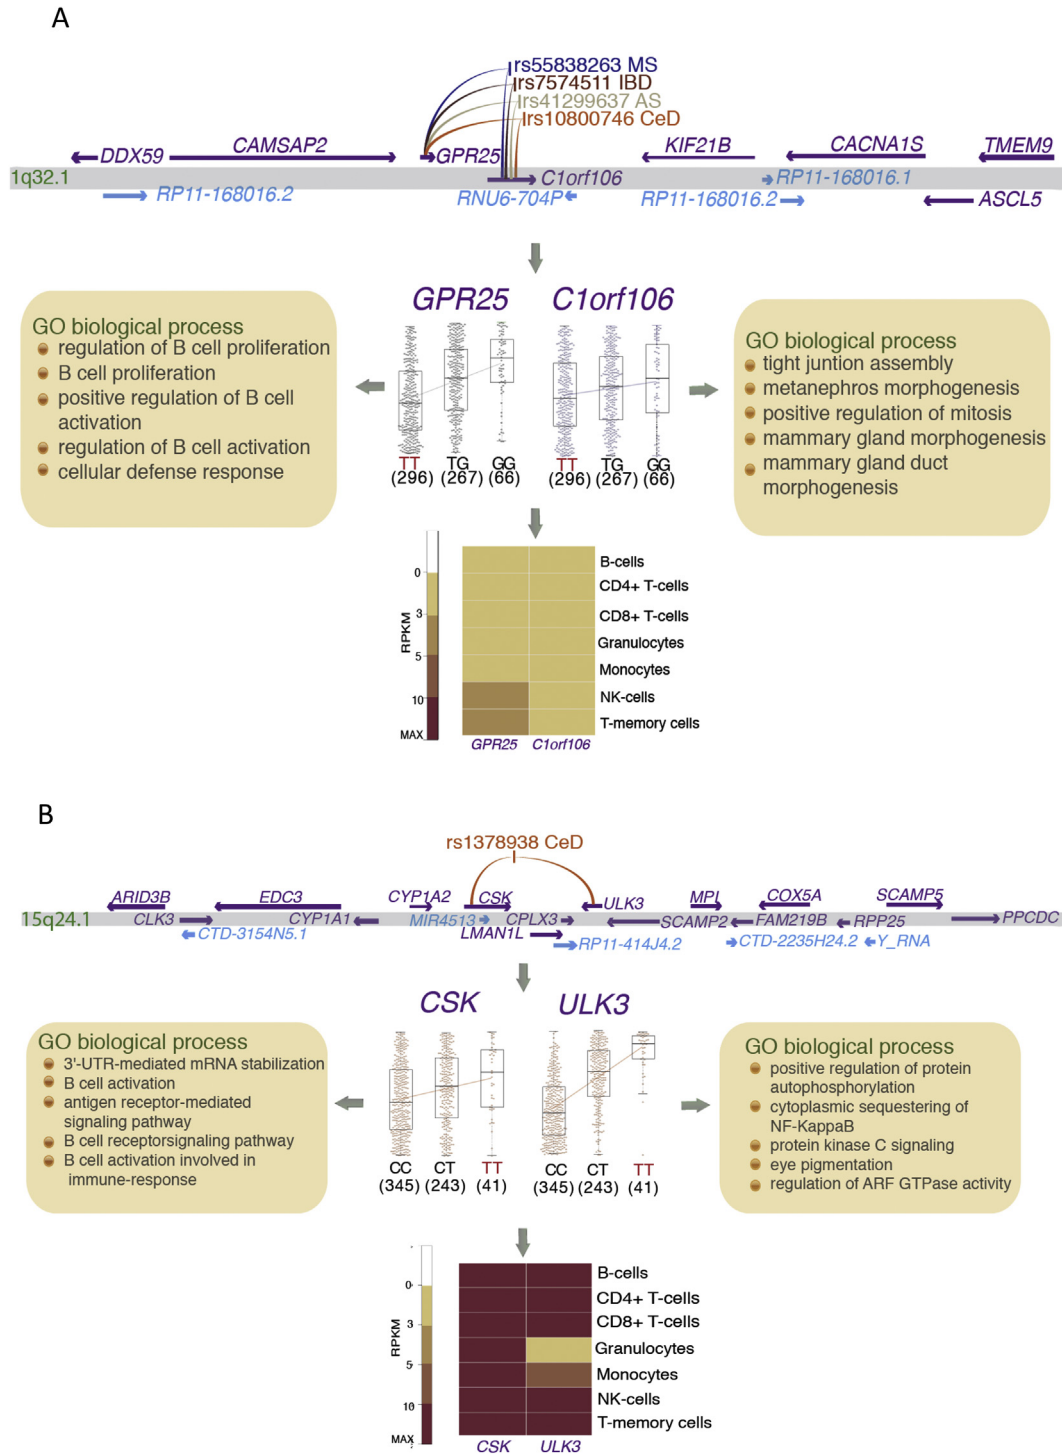 A
rs55838263 MS
rs7574511 IBD
rs41299637 AS
rs10800746 CeD
DDX59
CAMSAP2
GPR25
KIF21B
CACNA1S
TMEM9
1q32.1
C1orf106
RP11-168016.1
RP11-168016.2
RNU6-704P
RP11-168016.2
ASCL5
GPR25
C1orf106
GO biological process
regulation of B cell proliferation
B cell proliferation
positive regulation of B cell
activation
regulation of B cell activation
cellular defense response
TT
TG
GG
(296)
(267)
(66)
TT
TG
GG
(296)
(267)
(66)
GO biological process
tight juntion assembly
metanephros morphogenesis
positive regulation of mitosis
mammary gland morphogenesis
mammary gland duct
morphogenesis
RPKM
0
3
5
10
MAX
B-cells
CD4+ T-cells
CD8+ T-cells
Granulocytes
Monocytes
NK-cells
T-memory cells
GPR25
C1orf106
B
rs1378938 CeD
ARID3B
EDC3
CYP1A2
CSK
ULK3
MPI
COX5A
SCAMP5
15q24.1
CLK3
CYP1A1
MIR4513
CPLX3
SCAMP2
FAM219B
RPP25
PPCDC
CTD-3154N5.1
LMAN1L
RP11-414J4.2
CTD-2235H24.2
Y_RNA
CSK
ULK3
GO biological process
3'-UTR-mediated mRNA stabilization
B cell activation
antigen receptor-mediated
signaling pathway
B cell receptorsignaling pathway
B cell activation involved in
immune-response
CC
CT
TT
(345)
(243)
(41)
CC
CT
TT
(345)
(243)
(41)
GO biological process
positive regulation of protein
autophosphorylation
cytoplasmic sequestering of
NF-KappaB
protein kinase C signaling
eye pigmentation
regulation of ARF GTPase activity
RPKM
0
3
5
10
MAX
B-cells
CD4+ T-cells
CD8+ T-cells
Granulocytes
Monocytes
NK-cells
T-memory cells
CSK
ULK3